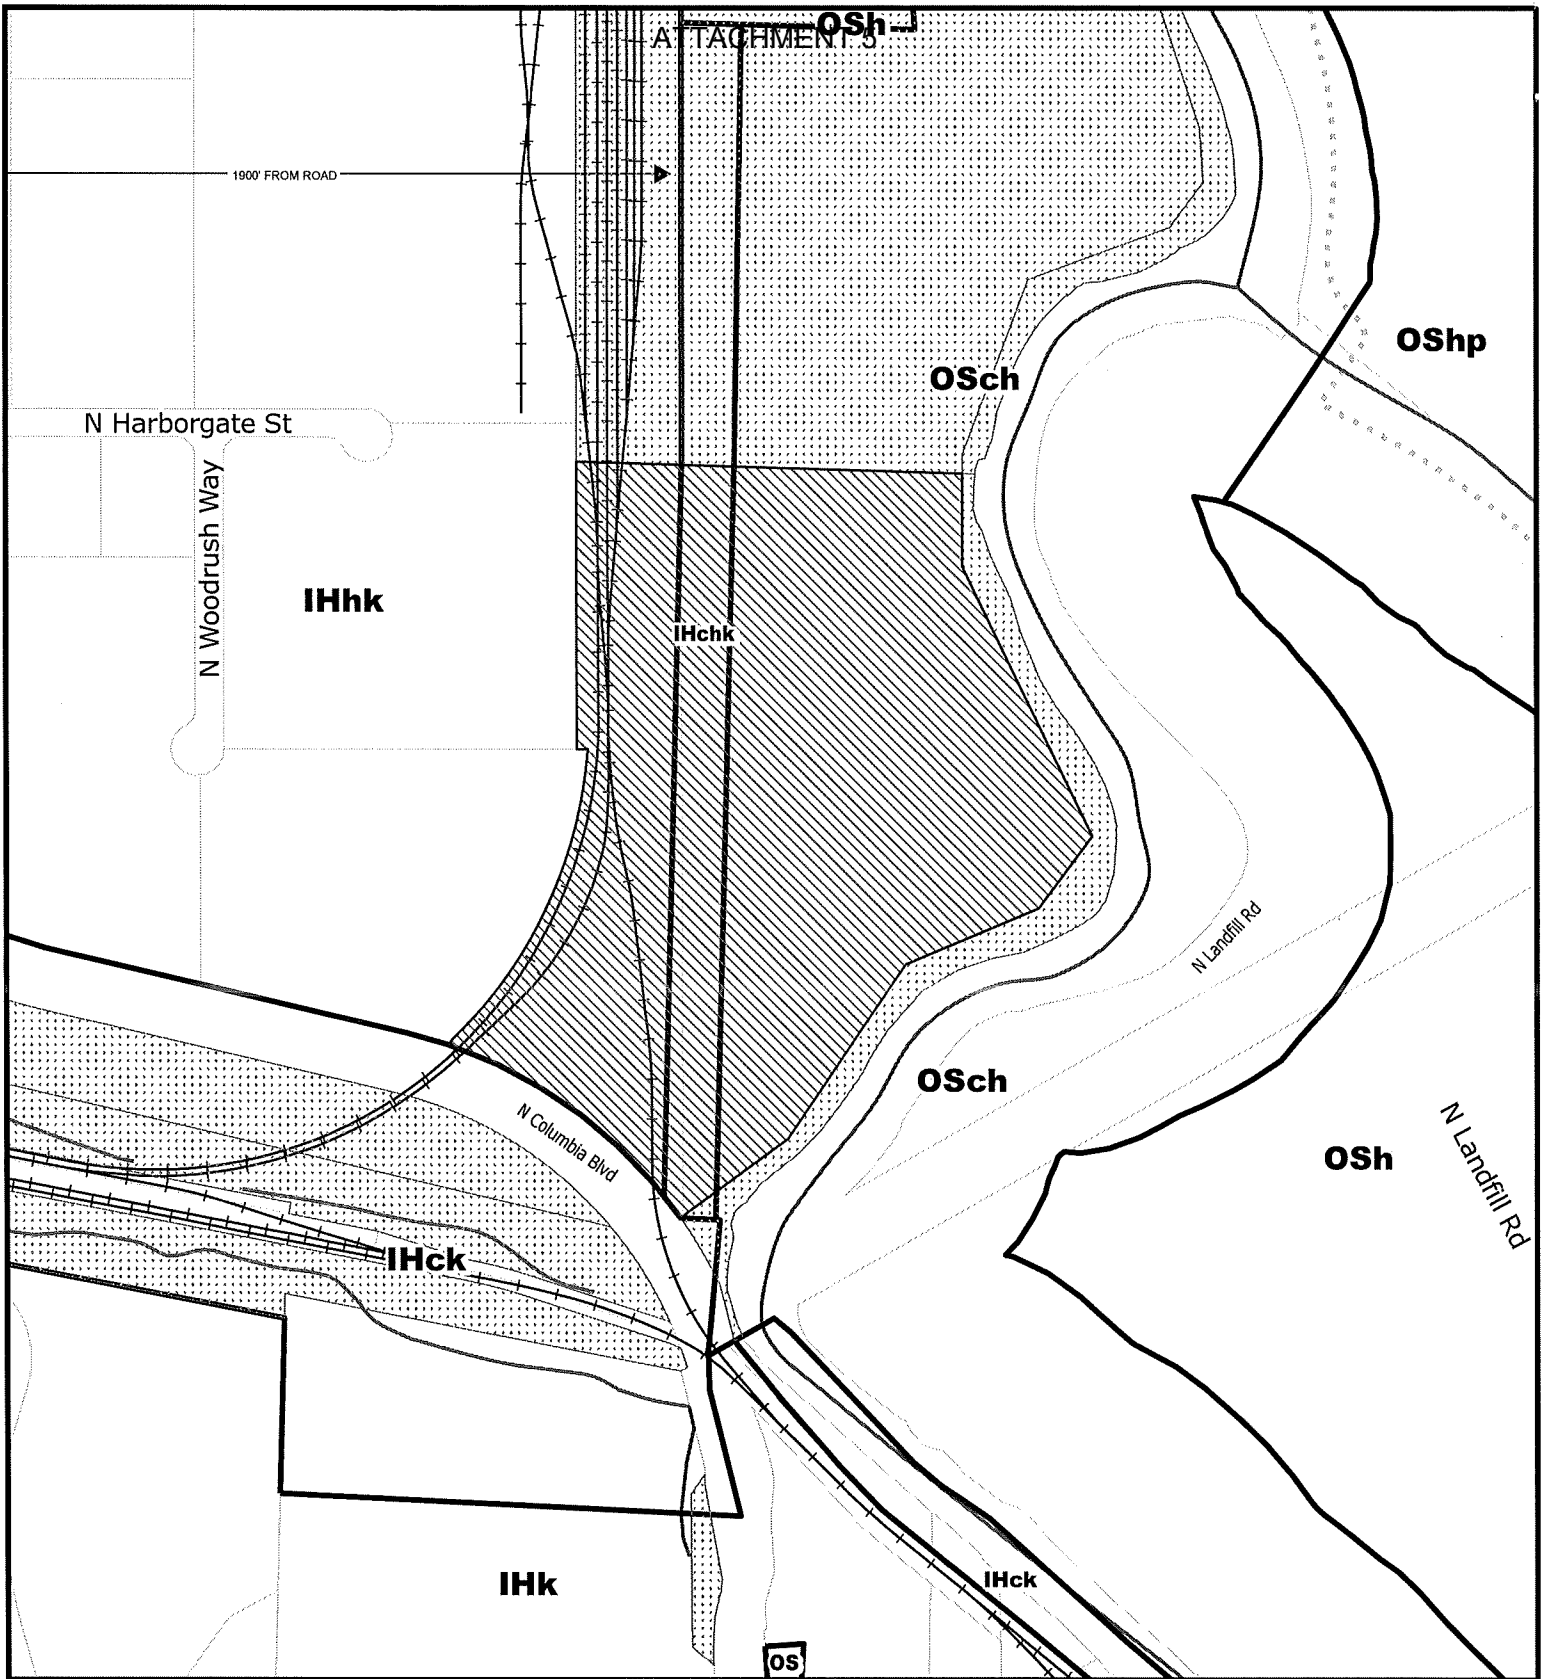 OSh
ATTACHMENT 5
1900' FROM ROAD
OShp
OSch
N Harborgate St
N Woodrush Way
IHhk
IHchk
N Landfill Rd
OSch
N Columbia Blvd
OSh
N Landfill Rd
IHck
IHk
IHck
OS